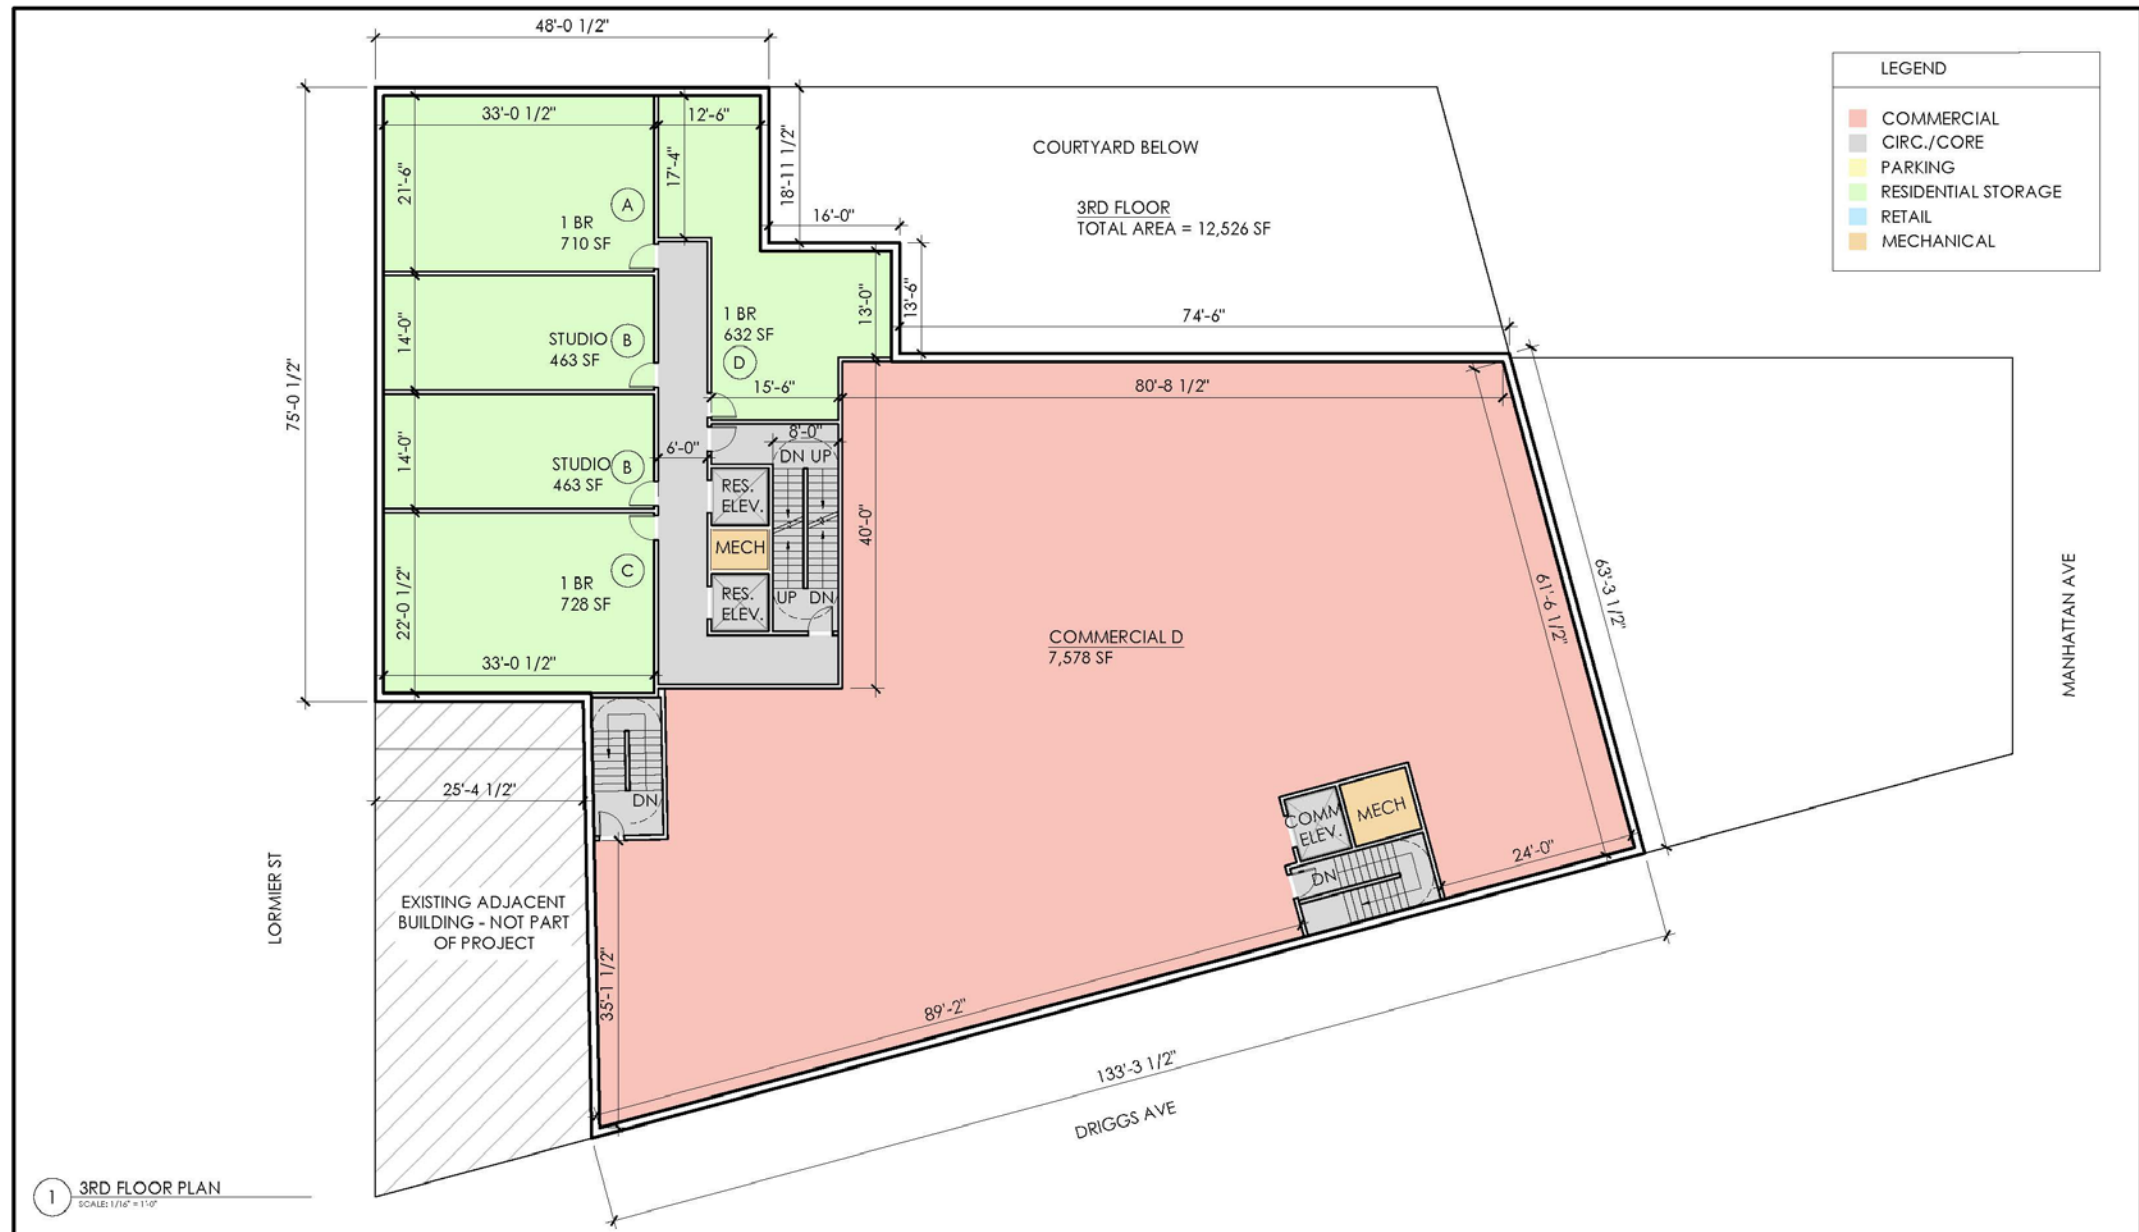 48'-0 1/2"
LEGEND
COMMERCIAL
CIRC./CORE
PARKING
RESIDENTIAL STORAGE
RETAIL
MECHANICAL
33'-0 1/2"
12'-6"
21'-6"
17'-4"
18'-11 1/2"
COURTYARD BELOW
A
1 BR
710 SF
16'-0"
3RD FLOOR
TOTAL AREA = 12,526 SF
14'-0"
STUDIO
463 SF
B
1 BR
632 SF
D
13'-0"
13'-6"
74'-6"
75'-0 1/2"
15'-6"
80'-8 1/2"
14'-0"
STUDIO
463 SF
B
6'-0"
8'-0"
DN UP
RES.
ELEV.
MECH
RES.
ELEV.
UP DN
40'-0"
22'-0 1/2"
C
1 BR
728 SF
33'-0 1/2"
COMMERCIAL D
7,578 SF
61'-6 1/2"
63'-3 1/2"
MANHATTAN AVE
25'-4 1/2"
DN
COMM
ELEV.
MECH
DN
24'-0"
LORMIER ST
EXISTING ADJACENT
BUILDING - NOT PART
OF PROJECT
35'-1 1/2"
89'-2"
133'-3 1/2"
DRIGGS AVE
1
3RD FLOOR PLAN
SCALE: 1/16" = 1'-0"